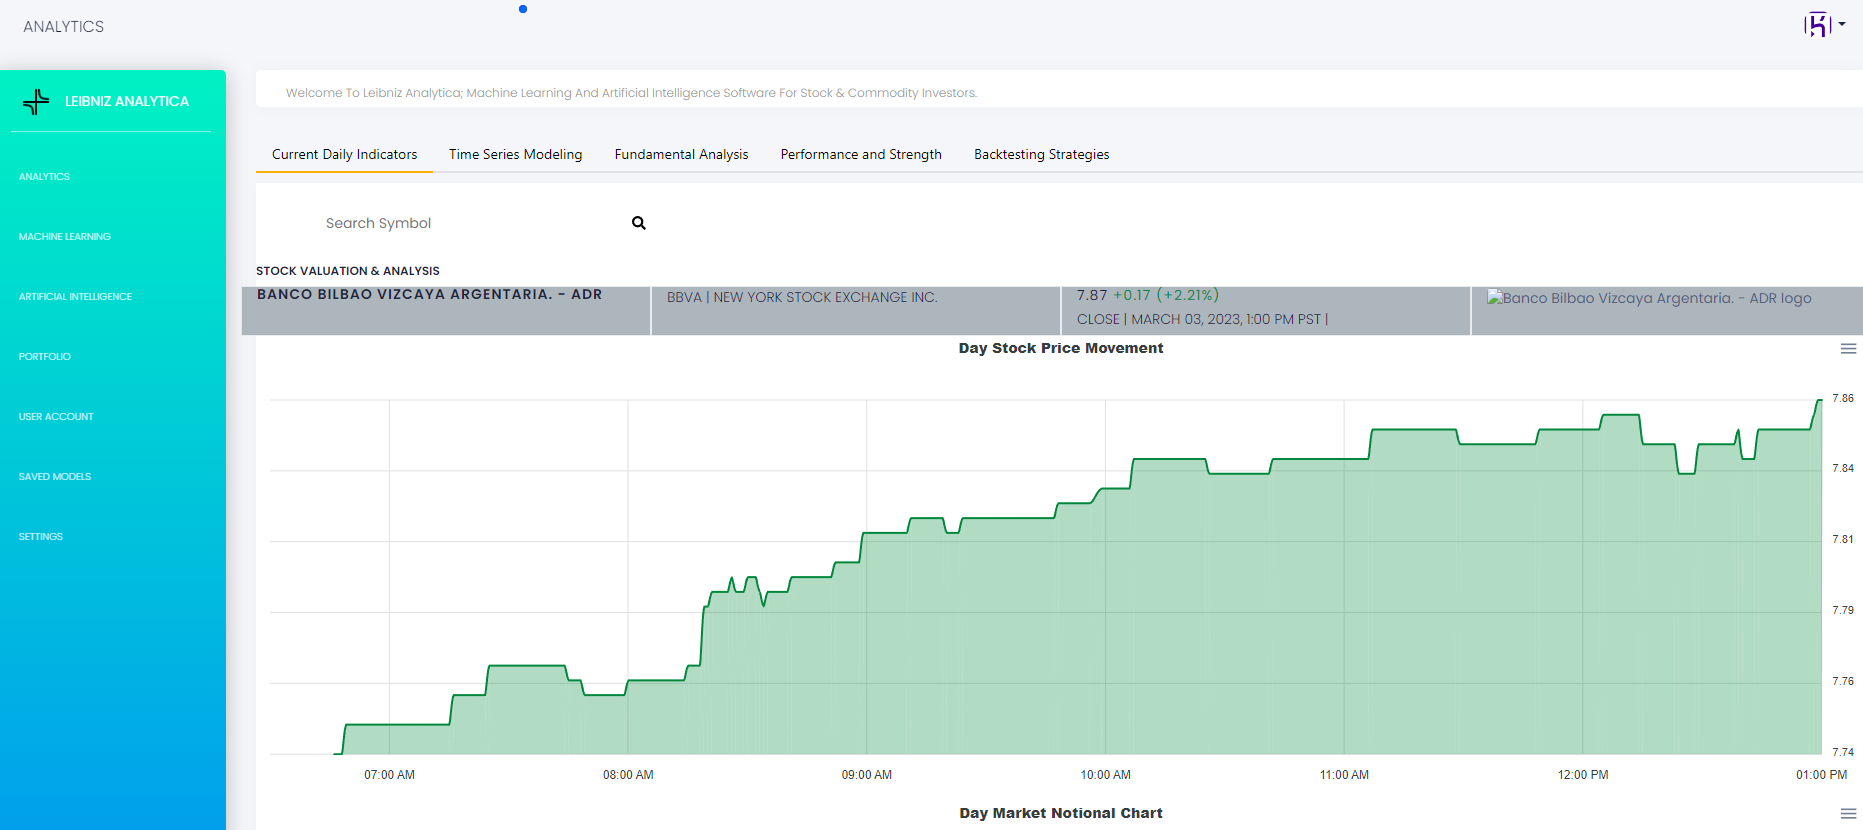 ANALYTICS
LEIBNIZ ANALYTICA
ANALYTICS
MACHINE LEARNING
ARTIFICIAL INTELLIGENCE
PORTFOLIO
USER ACCOUNT
SAVED MODELS
SETTINGS
Welcome To Leibniz Analytica; Machine Learning And Artificial Intelligence Software For Stock & Commodity Investors.
Current Daily Indicators Time Series Modeling Fundamental Analysis Performance and Strength Backtesting Strategies
Search Symbol
STOCK VALUATION & ANALYSIS
BANCO BILBAO VIZCAYA ARGENTARIA. - ADR
BBVA | NEW YORK STOCK EXCHANGE INC.
7.87 +0.17 (+2.21%)
CLOSE | MARCH 03, 2023, 1:00 PM PST |
Banco Bilbao Vizcaya Argentaria. - ADR logo
Day Stock Price Movement
7.86
7.84
7.81
7.79
7.76
7.74
07:00 AM 08:00 AM 09:00 AM 10:00 AM 11:00 AM 12:00 PM 01:00 PM
Day Market Notional Chart